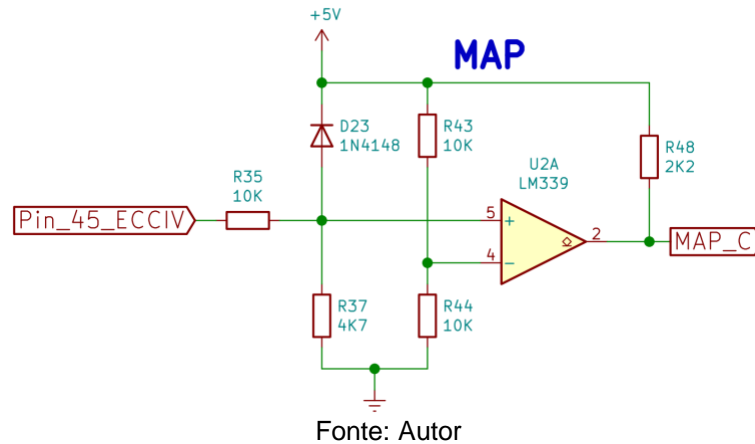 +5V
MAP
D23
1N4148
R43
10K
R48
2K2
U2A
LM339
R35
10K
Pin_45_ECCIV
5
+
4
-
2
MAP_C
R37
4K7
R44
10K
Fonte: Autor